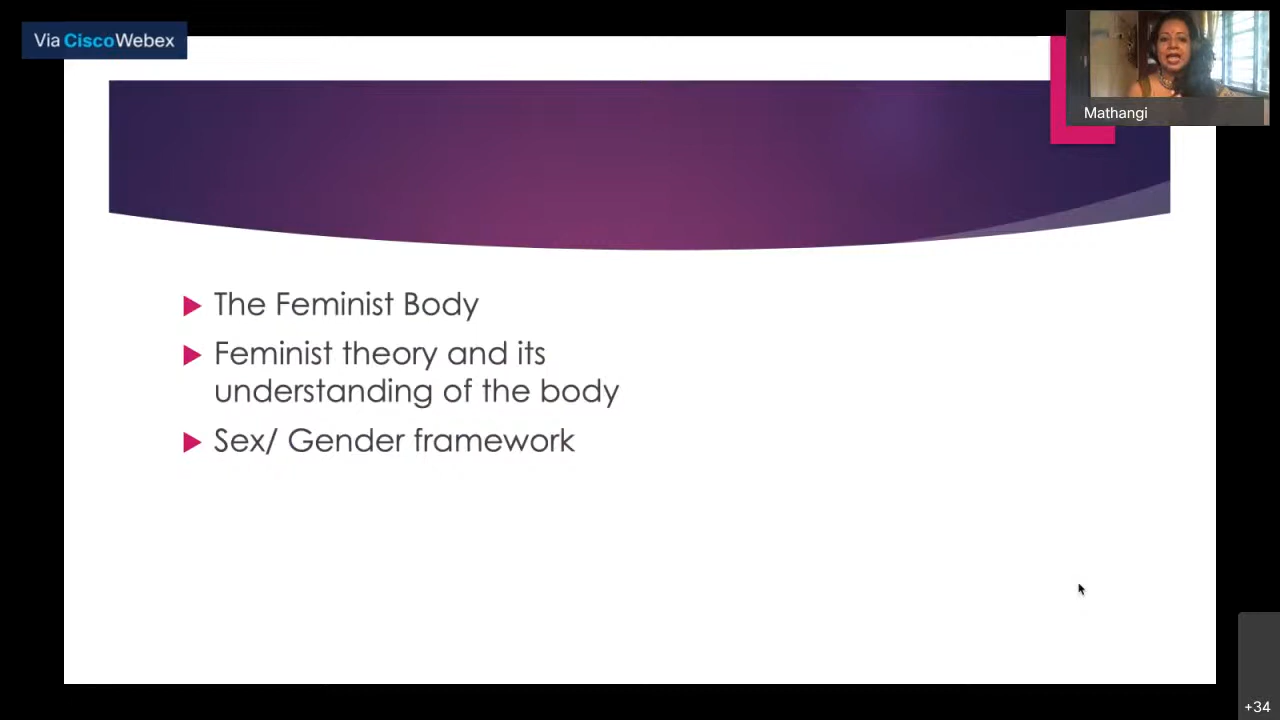 Via CiscoWebex
Mathangi
The Feminist Body
Feminist theory and its
understanding of the body
Sex/ Gender framework
+34